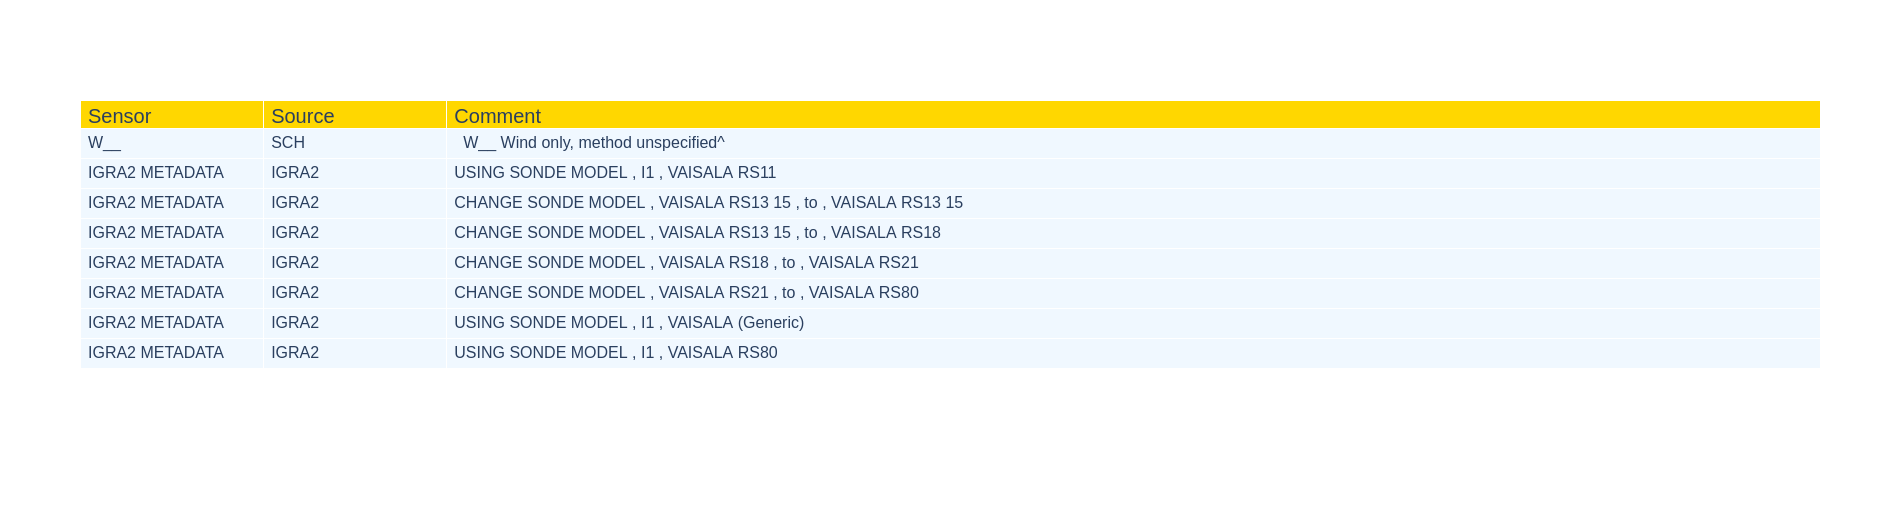 Sensor Source Comment
W__ SCH W__ Wind only, method unspecified^
IGRA2 METADATA IGRA2 USING SONDE MODEL , I1 , VAISALA RS11
IGRA2 METADATA IGRA2 CHANGE SONDE MODEL , VAISALA RS13 15 , to , VAISALA RS13 15
IGRA2 METADATA IGRA2 CHANGE SONDE MODEL , VAISALA RS13 15 , to , VAISALA RS18
IGRA2 METADATA IGRA2 CHANGE SONDE MODEL , VAISALA RS18 , to , VAISALA RS21
IGRA2 METADATA IGRA2 CHANGE SONDE MODEL , VAISALA RS21 , to , VAISALA RS80
IGRA2 METADATA IGRA2 USING SONDE MODEL , I1 , VAISALA (Generic)
IGRA2 METADATA IGRA2 USING SONDE MODEL , I1 , VAISALA RS80